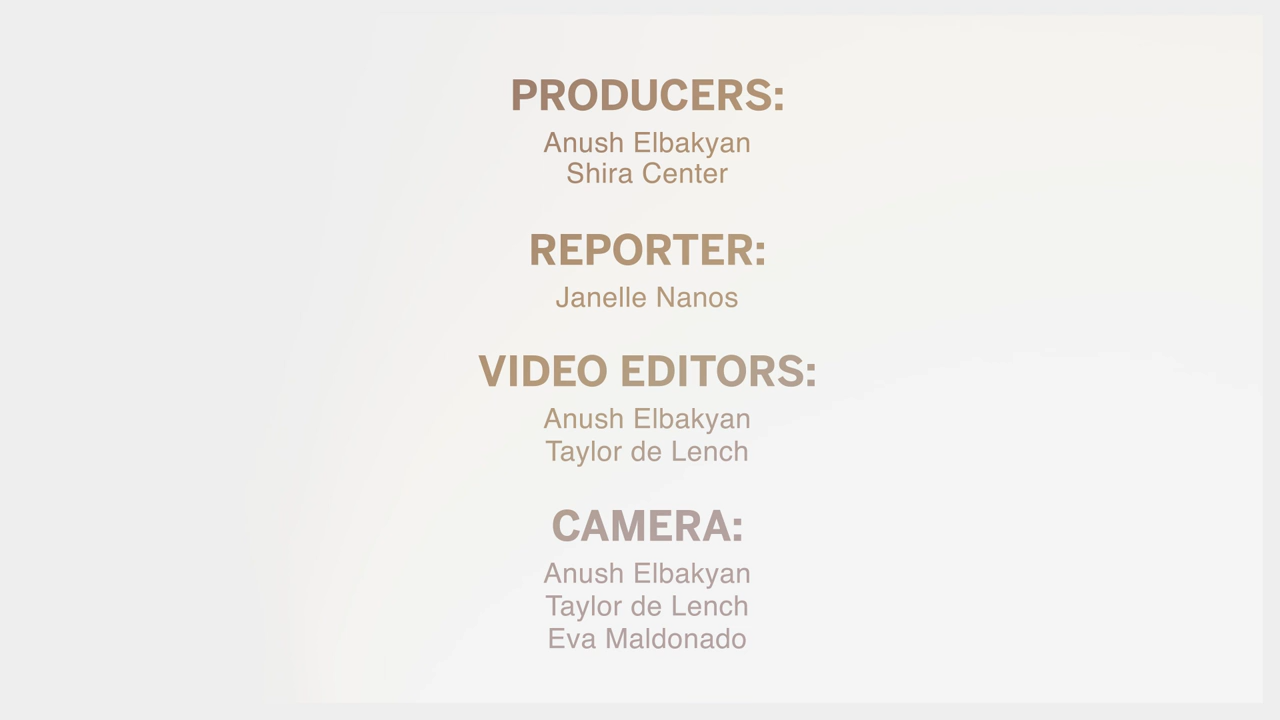 PRODUCERS:
Anush Elbakyan
Shira Center
REPORTER:
Janelle Nanos
VIDEO EDITORS:
Anush Elbakyan
Taylor de Lench
CAMERA:
Anush Elbakyan
Taylor de Lench
Eva Maldonado